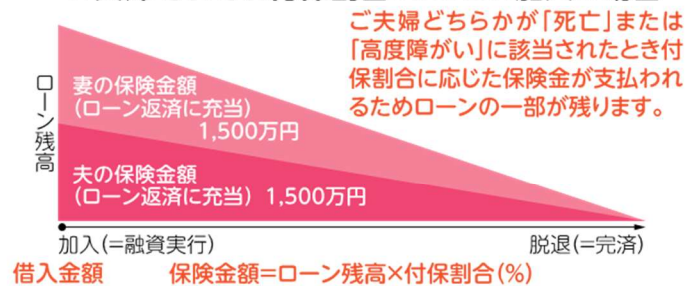 ご夫婦どちらかが「死亡」または
「高度障がい」に該当されたとき付
保割合に応じた保険金が支払われ
るためローンの一部が残ります。
ローン残高
妻の保険金額
(ローン返済に充当)
1,500万円
夫の保険金額
(ローン返済に充当) 1,500万円
加入(=融資実行) 脱退(=完済)
借入金額 保険金額=ローン残高×付保割合(%)